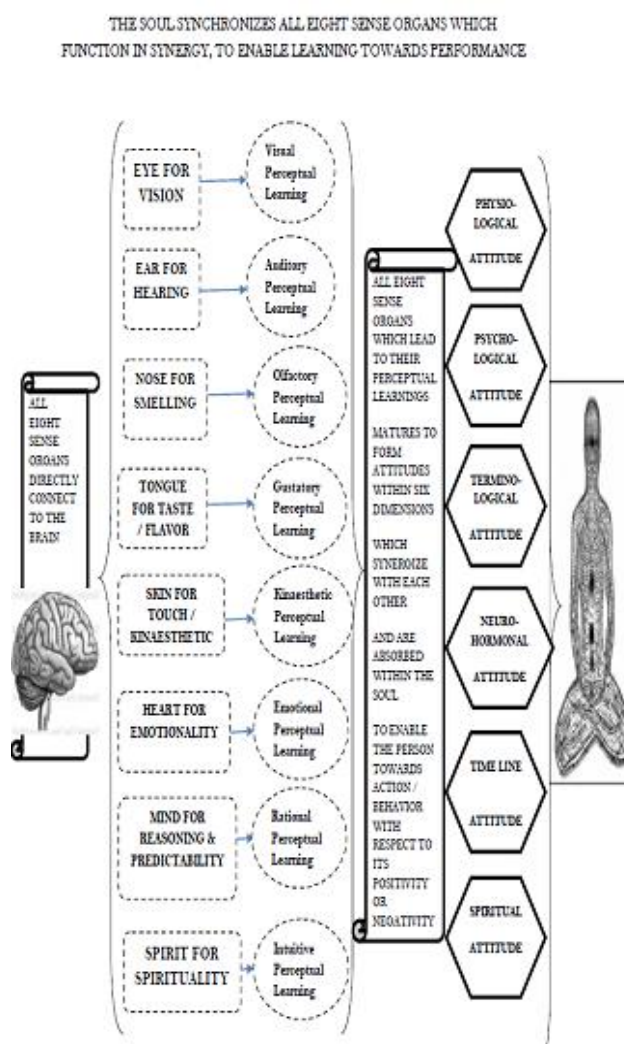 THE SOUL SYNCHRONIZES ALL EIGHT SENSE ORGANS WHICH
FUNCTION IN SYNERGY, TO ENABLE LEARNING TOWARDS PERFORMANCE
ALL
EIGHT
SENSE
ORGANS
DIRECTLY
CONNECT
TO THE
BRAIN
EYE FOR
VISION
Visual
Perceptual
Learning
EAR FOR
HEARING
Auditory
Perceptual
Learning
NOSE FOR
SMELLING
Olfactory
Perceptual
Learning
TONGUE
FOR TASTE
/ FLAVOR
Gustatory
Perceptual
Learning
SKIN FOR
TOUCH /
KINAESTHETIC
Kinaesthetic
Perceptual
Learning
HEART FOR
EMOTIONALITY
Emotional
Perceptual
Learning
MIND FOR
REASONING &
PREDICTABILITY
Rational
Perceptual
Learning
SPIRIT FOR
SPIRITUALITY
Intuitive
Perceptual
Learning
ALL EIGHT
SENSE
ORGANS
WHICH LEAD
TO THEIR
PERCEPTUAL
LEARNINGS
MATURES TO
FORM
ATTITUDES
WITHIN SIX
DIMENSIONS
WHICH
SYNERGIZE
WITH EACH
OTHER
AND ARE
ABSORBED
WITHIN THE
SOUL
TO ENABLE
THE PERSON
TOWARDS
ACTION /
BEHAVIOR
WITH
RESPECT TO
ITS
POSITIVITY
OR
NEGATIVITY
PHYSIO-
LOGICAL
ATTITUDE
PSYCHO-
LOGICAL
ATTITUDE
TERMINO-
LOGICAL
ATTITUDE
NEURO-
HORMONAL
ATTITUDE
TIME LINE
ATTITUDE
SPIRITUAL
ATTITUDE